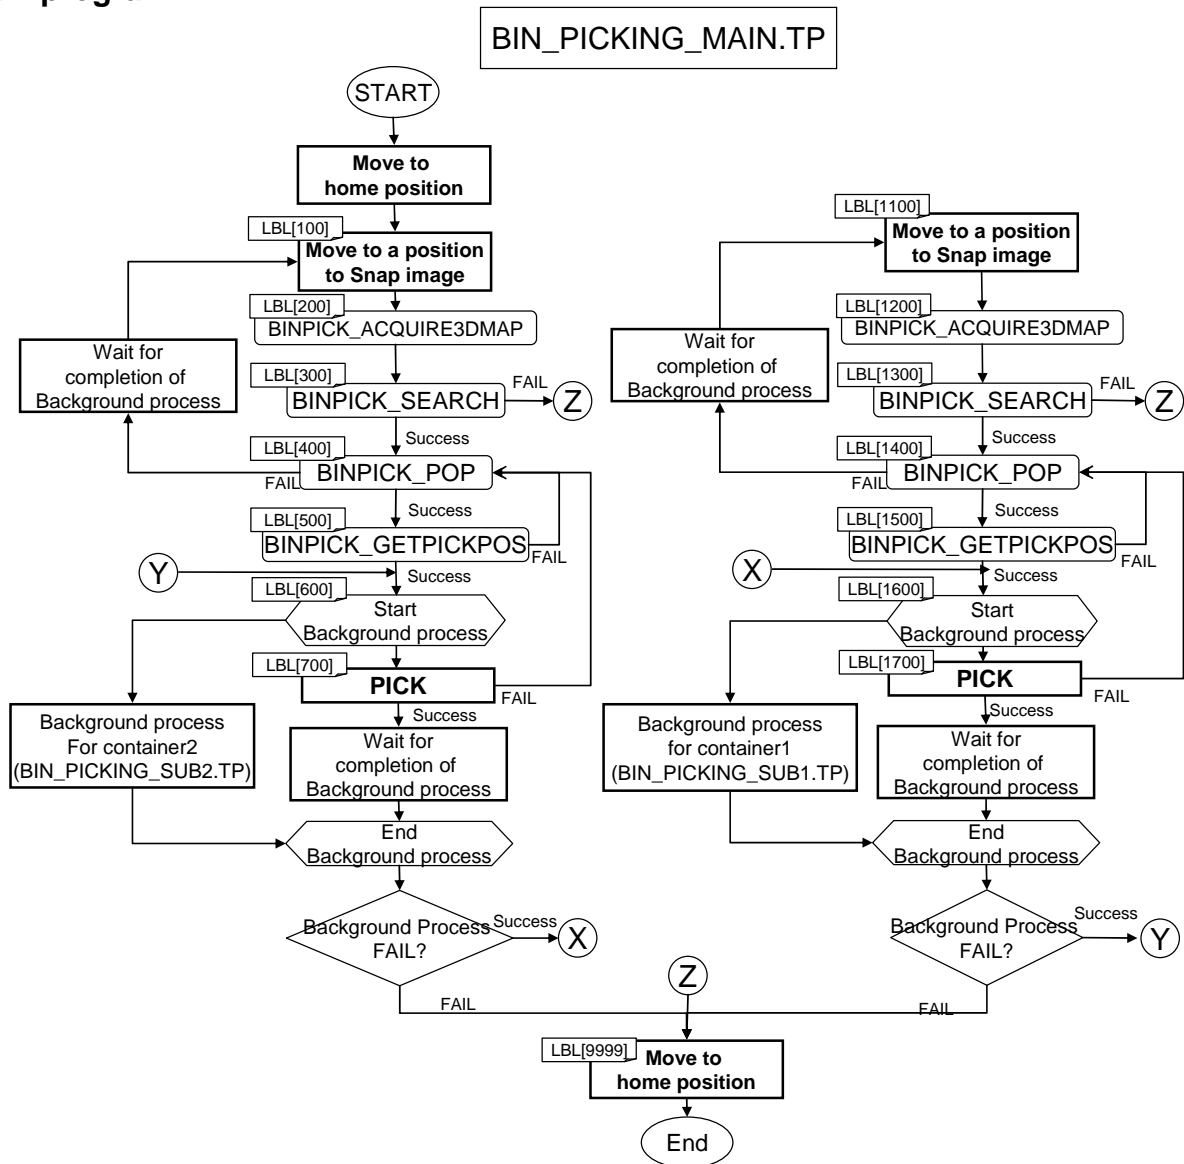 BIN_PICKING_MAIN.TP
START
Move to
home position
LBL[100]
Move to a position
to Snap image
LBL[200]
BINPICK_ACQUIRE3DMAP
Wait for
completion of
Background process
LBL[300]
BINPICK_SEARCH
FAIL
Z
Success
LBL[400]
BINPICK_POP
FAIL
Success
LBL[500]
BINPICK_GETPICKPOS
FAIL
Y
Success
LBL[600]
Start
Background process
LBL[700]
PICK
FAIL
Success
Background process
For container2
(BIN_PICKING_SUB2.TP)
Wait for
completion of
Background process
End
Background process
Background Process
FAIL?
Success
X
FAIL
LBL[1100]
Move to a position
to Snap image
LBL[1200]
BINPICK_ACQUIRE3DMAP
Wait for
completion of
Background process
LBL[1300]
BINPICK_SEARCH
FAIL
Z
Success
LBL[1400]
BINPICK_POP
FAIL
Success
LBL[1500]
BINPICK_GETPICKPOS
FAIL
X
Success
LBL[1600]
Start
Background process
LBL[1700]
PICK
FAIL
Success
Background process
for container1
(BIN_PICKING_SUB1.TP)
Wait for
completion of
Background process
End
Background process
Background Process
FAIL?
Success
Y
FAIL
Z
LBL[9999]
Move to
home position
End